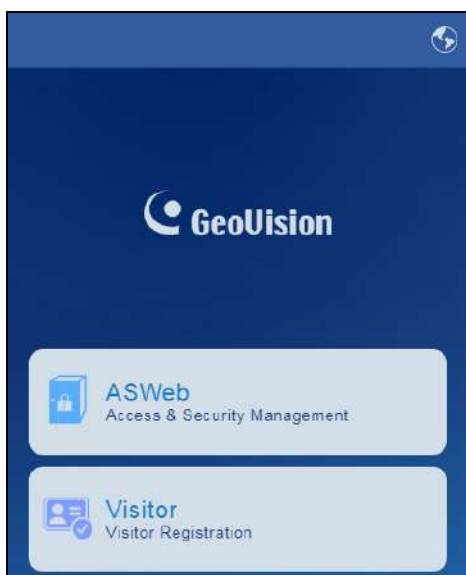 GeoVision
ASWeb
Access & Security Management
Visitor
Visitor Registration